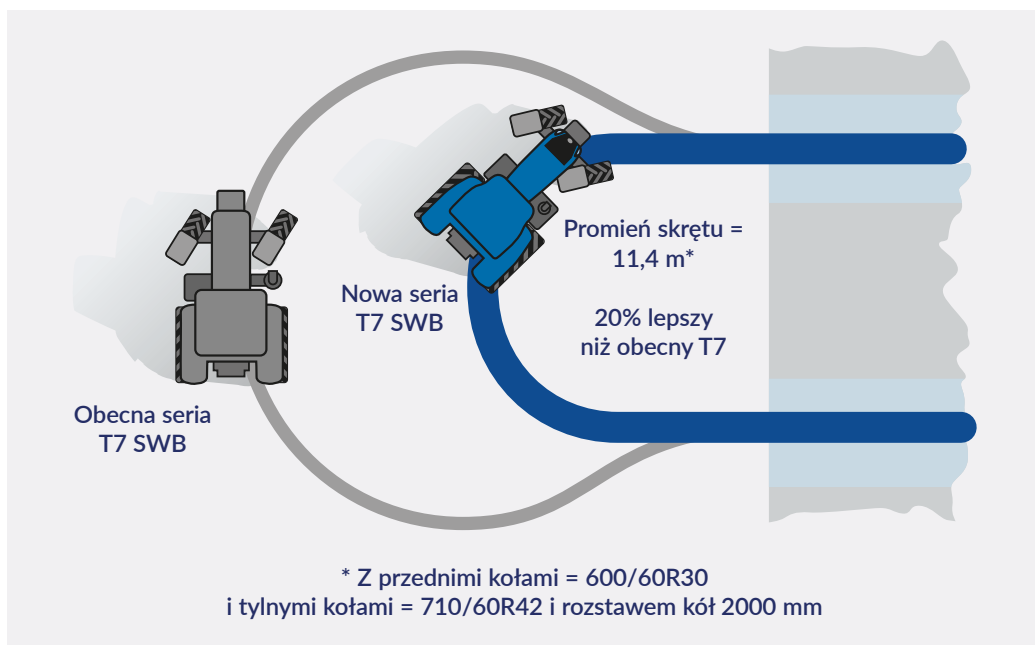 Promień skrętu =
11,4 m*
20% lepszy
niż obecny T7
Nowa seria
T7 SWB
Obecna seria
T7 SWB
* Z przednimi kołami = 600/60R30
i tylnymi kołami = 710/60R42 i rozstawem kół 2000 mm